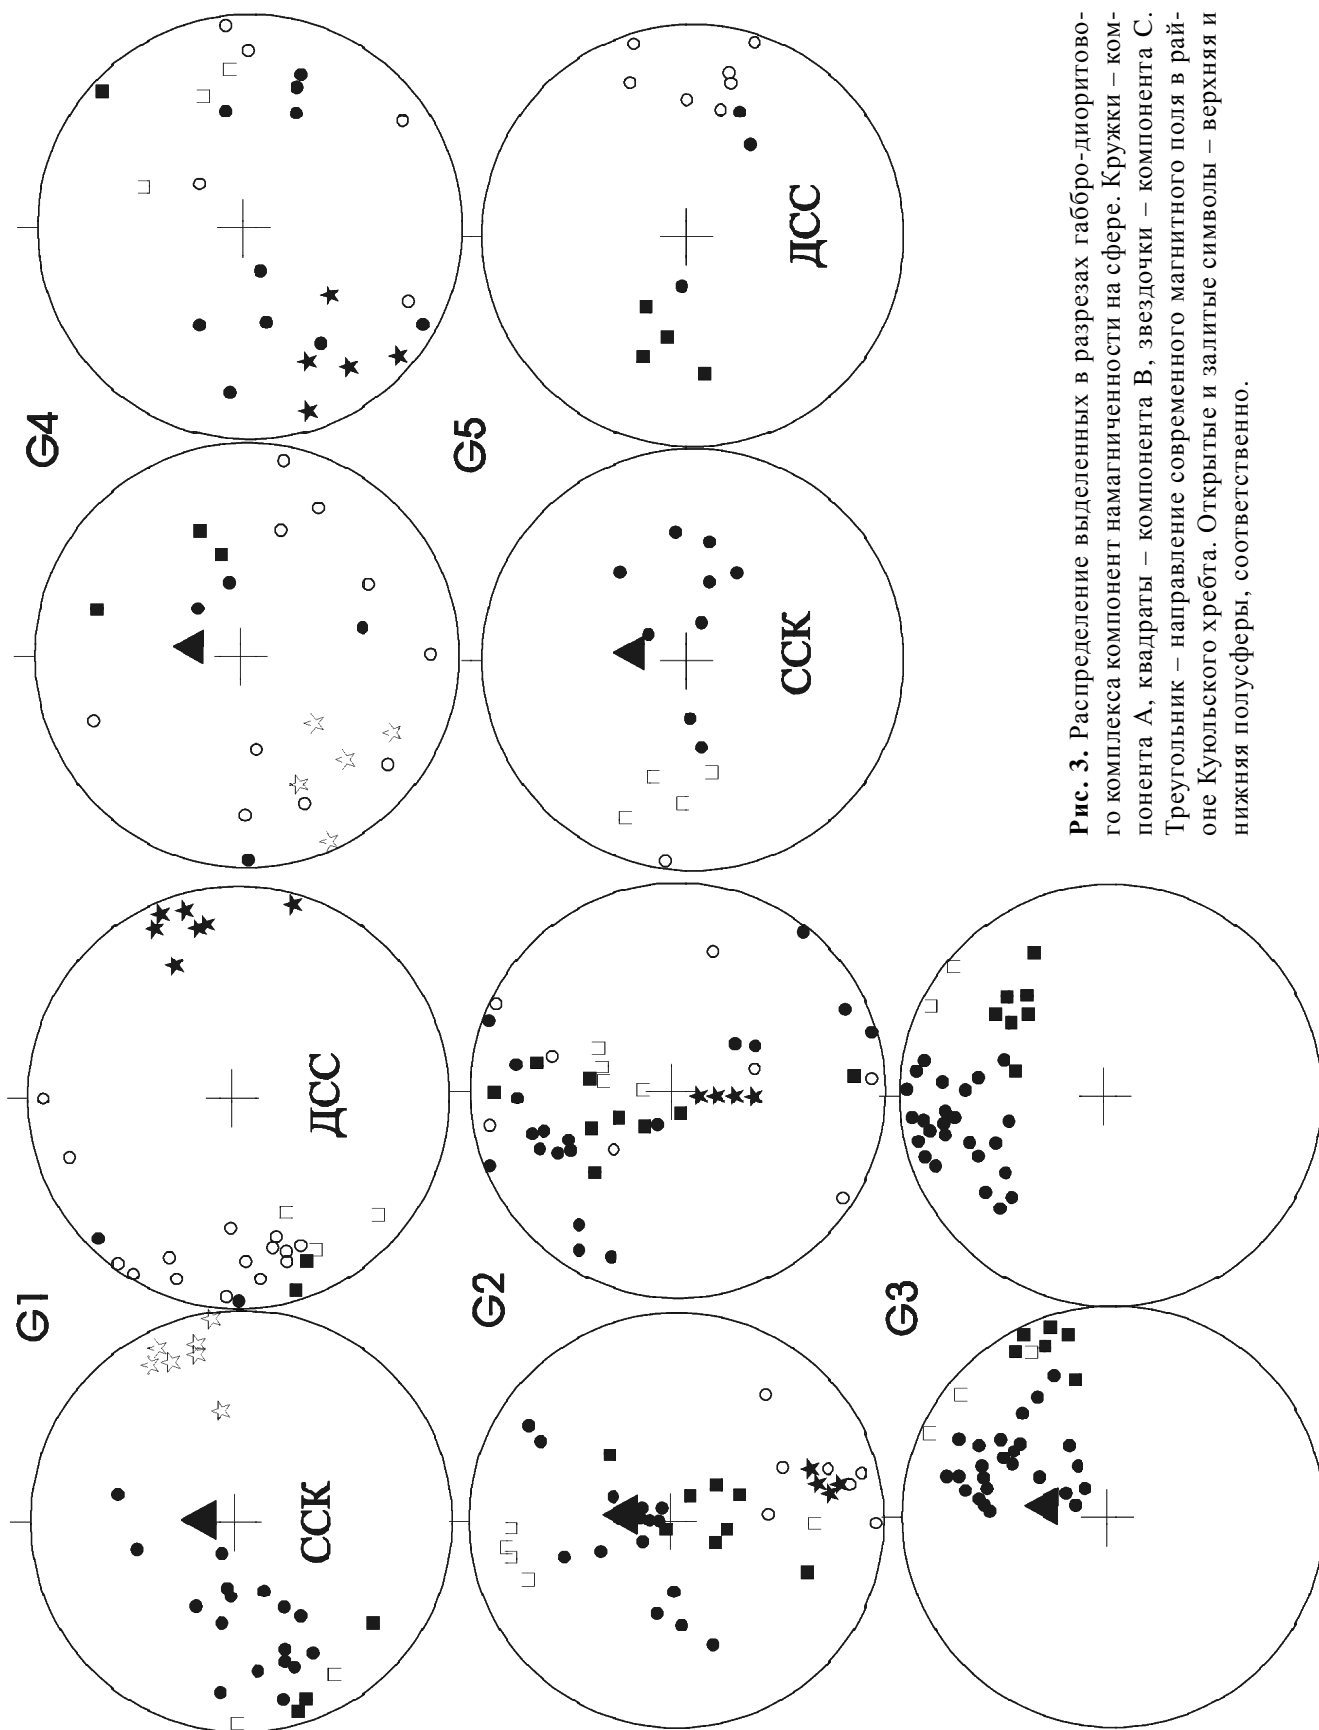 G1
ССК
ДСС
G4
G2
G5
ССК
ДСС
G3
Рис. 3. Распределение выделенных в разрезах габбро-диоритово-
го комплекса компонент намагниченности на сфере. Кружки – ком-
понента А, квадраты – компонента В, звездочки – компонента С.
Треугольник – направление современного магнитного поля в рай-
оне Куюльского хребта. Открытые и залитые символы – верхняя и
нижняя полусферы, соответственно.